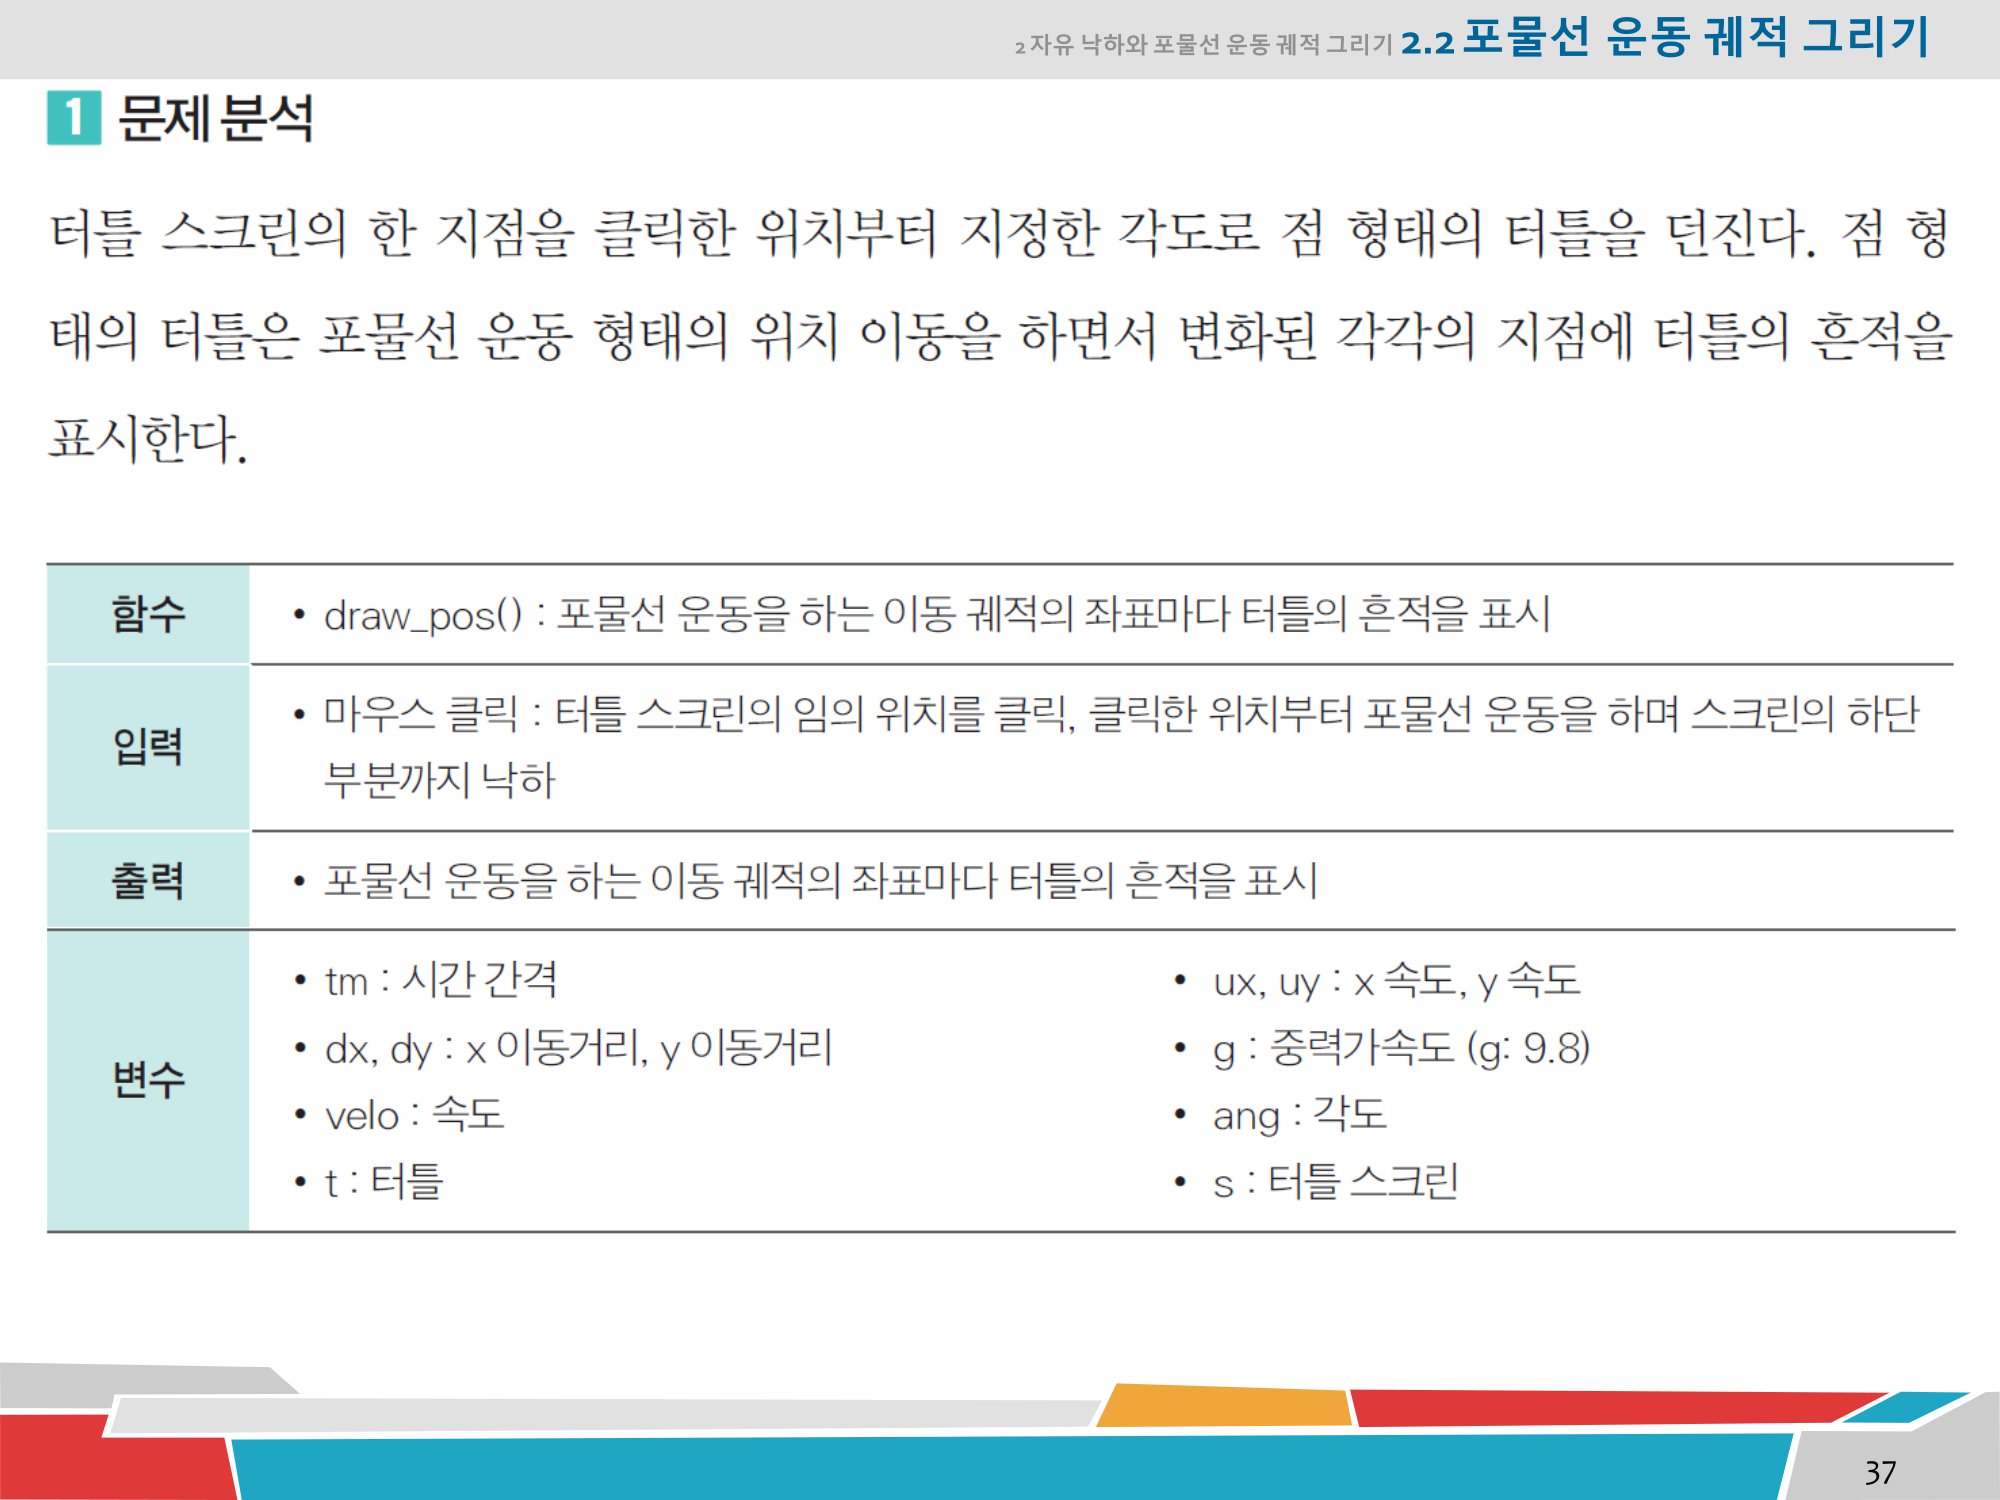 2 자유 낙하와 포물선 운동 궤적 그리기 2.2 포물선 운동 궤적 그리기
1 문제 분석
터틀 스크린의 한 지점을 클릭한 위치부터 지정한 각도로 점 형태의 터틀을 던진다. 점 형
태의 터틀은 포물선 운동 형태의 위치 이동을 하면서 변화된 각각의 지점에 터틀의 흔적을
표시한다.
함수
• draw_pos() : 포물선 운동을 하는 이동 궤적의 좌표마다 터틀의 흔적을 표시
입력
• 마우스 클릭 : 터틀 스크린의 임의 위치를 클릭, 클릭한 위치부터 포물선 운동을 하며 스크린의 하단
부분까지 낙하
출력
• 포물선 운동을 하는 이동 궤적의 좌표마다 터틀의 흔적을 표시
변수
• tm : 시간 간격
• dx, dy : x 이동거리, y 이동거리
• velo : 속도
• t : 터틀
• ux, uy : x 속도, y 속도
• g : 중력가속도 (g: 9.8)
• ang : 각도
• s : 터틀 스크린
37